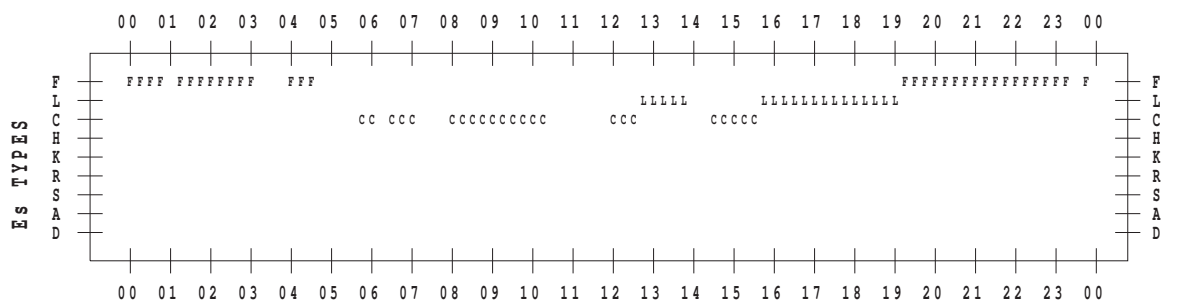 00 01 02 03 04 05 06 07 08 09 10 11 12 13 14 15 16 17 18 19 20 21 22 23 00
Es TYPES
F FFFF FFFFFFFF FFF FFFFFFFFFFFFFFFFF F F
L LLLLL LLLLLLLLLLLLLL L
C CC CCC CCCCCCCCCC CCC CCCCC C
H H
K K
R R
S S
A A
D D
00 01 02 03 04 05 06 07 08 09 10 11 12 13 14 15 16 17 18 19 20 21 22 23 00